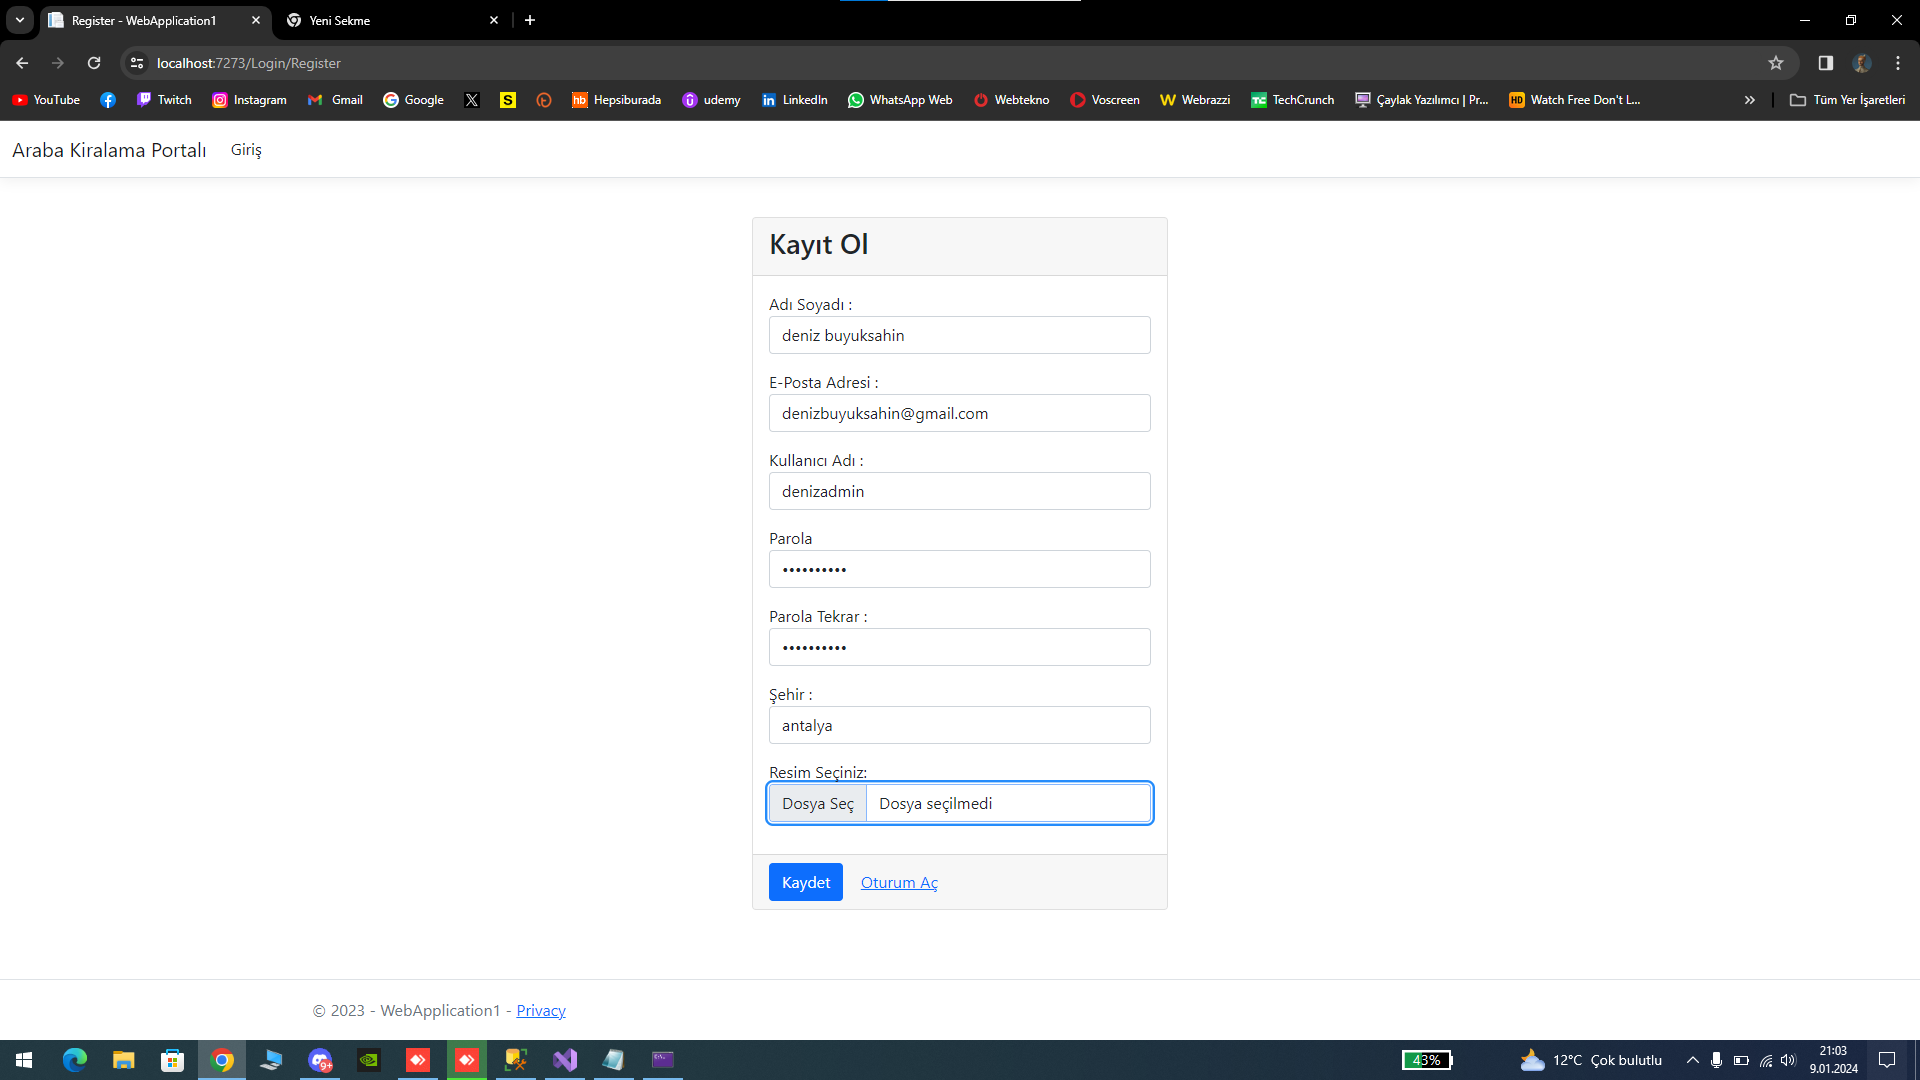 Register - WebApplication1
Yeni Sekme
localhost:7273/Login/Register
YouTube
Twitch
Instagram
Gmail
Google
Hepsiburada
udemy
LinkedIn
WhatsApp Web
Webtekno
Voscreen
Webrazzi
TechCrunch
Çaylak Yazılımcı | Pr...
Watch Free Don't L...
Tüm Yer İşaretleri
Araba Kiralama Portalı
Giriş
Kayıt Ol
Adı Soyadı :
deniz buyuksahin
E-Posta Adresi :
denizbuyuksahin@gmail.com
Kullanıcı Adı :
denizadmin
Parola
••••••••••
Parola Tekrar :
••••••••••
Şehir :
antalya
Resim Seçiniz:
Dosya Seç Dosya seçilmedi
Kaydet
Oturum Aç
© 2023 - WebApplication1 - Privacy
9+
43%
12°C Çok bulutlu
21:03
9.01.2024